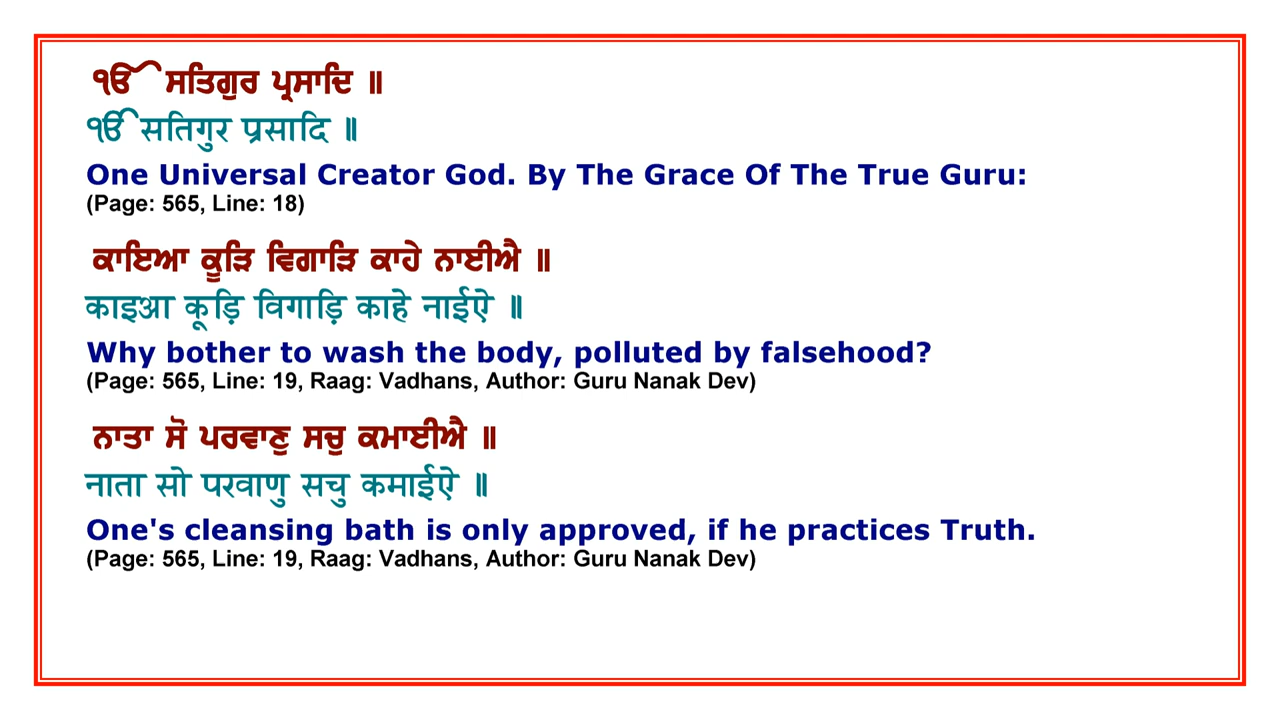 ੴ ਸਤਿਗੁਰ ਪ੍ਰਸਾਦਿ ॥
ੴ सतिगुर प्रसादि ॥
One Universal Creator God. By The Grace Of The True Guru:
(Page: 565, Line: 18)
ਕਾਇਆ ਕੂੜਿ ਵਿਗਾੜਿ ਕਾਹੇ ਨਾਈਐ ॥
काइआ कूड़ि विगाड़ि काहे नाईऐ ॥
Why bother to wash the body, polluted by falsehood?
(Page: 565, Line: 19, Raag: Vadhans, Author: Guru Nanak Dev)
ਨਾਤਾ ਸੋ ਪਰਵਾਣੁ ਸਚੁ ਕਮਾਈਐ ॥
नाता सो परवाणु सचु कमाईऐ ॥
One's cleansing bath is only approved, if he practices Truth.
(Page: 565, Line: 19, Raag: Vadhans, Author: Guru Nanak Dev)